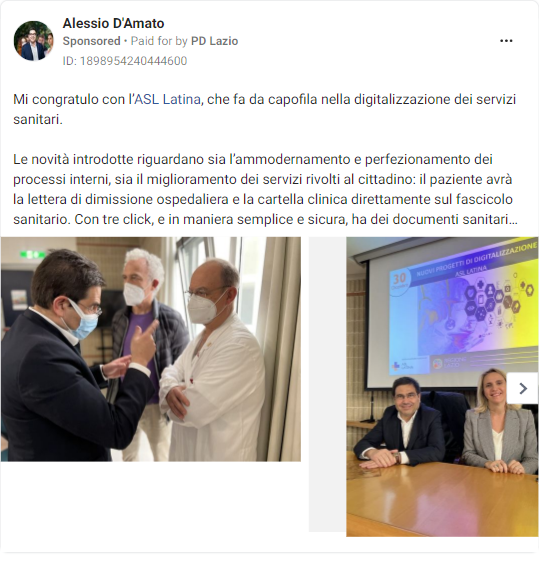 Alessio D'Amato
Sponsored • Paid for by PD Lazio
ID: 1898954240444600
Mi congratulo con l'ASL Latina, che fa da capofila nella digitalizzazione dei servizi
sanitari.
Le novità introdotte riguardano sia l'ammodernamento e perfezionamento dei
processi interni, sia il miglioramento dei servizi rivolti al cittadino: il paziente avrà
la lettera di dimissione ospedaliera e la cartella clinica direttamente sul fascicolo
sanitario. Con tre click, e in maniera semplice e sicura, ha dei documenti sanitari...
30
NUOVI PROGETTI DI DIGITALIZZAZIONE
ASL LATINA